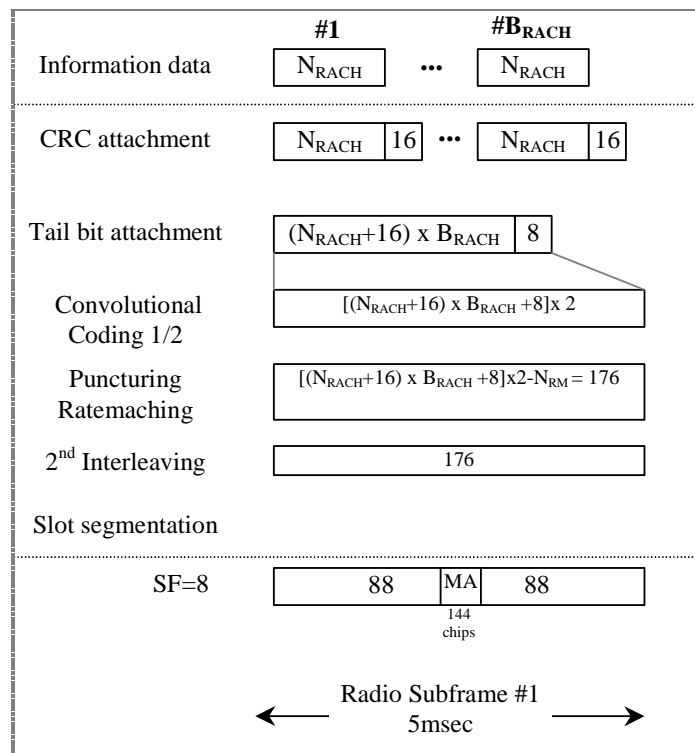 #1 #B_RACH
Information data N_RACH ... N_RACH
CRC attachment N_RACH 16 ... N_RACH 16
Tail bit attachment (N_RACH+16) x B_RACH 8
Convolutional
Coding 1/2
[(N_RACH+16) x B_RACH +8]x 2
Puncturing
Ratemaching
[(N_RACH+16) x B_RACH +8]x2-N_RM = 176
2nd Interleaving 176
Slot segmentation
SF=8 88 MA 88
144
chips
Radio Subframe #1
5msec